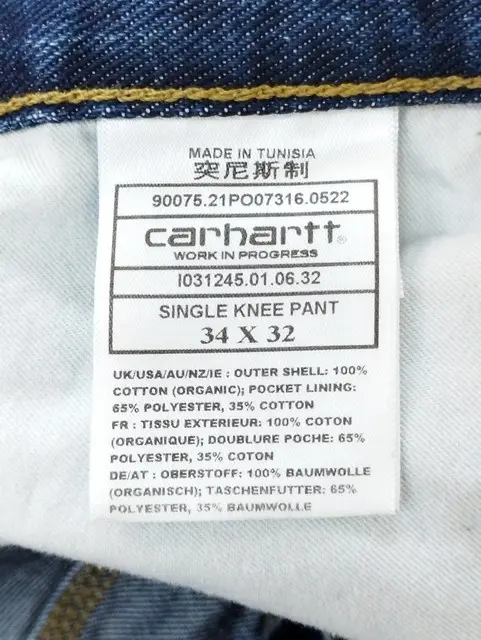 MADE IN TUNISIA
突尼斯制
90075.21PO07316.0522
carhartt®
WORK IN PROGRESS
I031245.01.06.32
SINGLE KNEE PANT
34 X 32
UK/USA/AU/NZ/IE : OUTER SHELL: 100%
COTTON (ORGANIC); POCKET LINING:
65% POLYESTER, 35% COTTON
FR : TISSU EXTERIEUR: 100% COTON
(ORGANIQUE); DOUBLURE POCHE: 65%
POLYESTER, 35% COTON
DE/AT : OBERSTOFF: 100% BAUMWOLLE
(ORGANISCH); TASCHENFUTTER: 65%
POLYESTER, 35% BAUMWOLLE